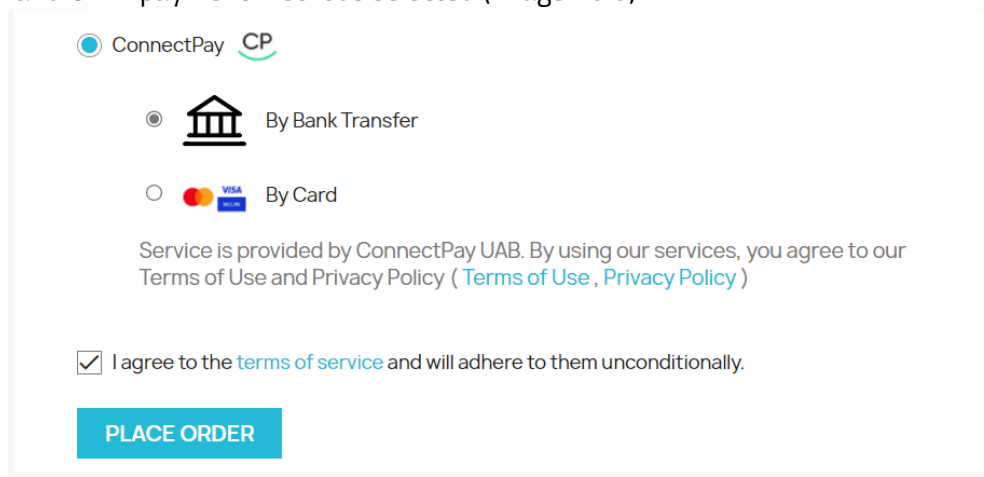 ConnectPay CP
By Bank Transfer
VISA
By Card
Service is provided by ConnectPay UAB. By using our services, you agree to our
Terms of Use and Privacy Policy ( Terms of Use , Privacy Policy )
I agree to the terms of service and will adhere to them unconditionally.
PLACE ORDER